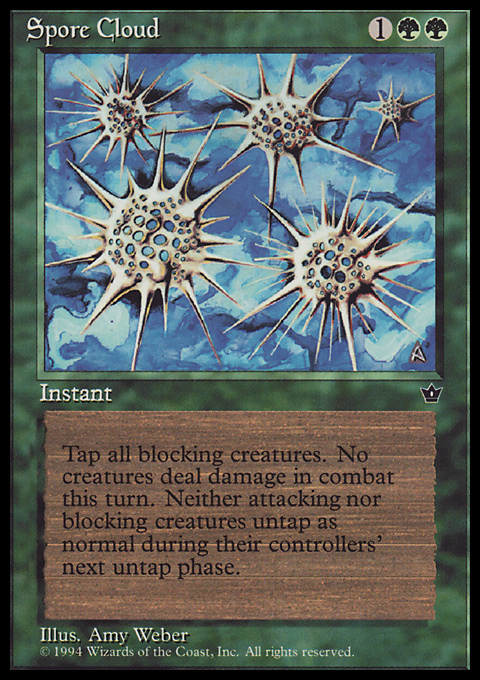 Spore Cloud
1
Instant
Tap all blocking creatures. No
creatures deal damage in combat
this turn. Neither attacking nor
blocking creatures untap as
normal during their controllers'
next untap phase.
Illus. Amy Weber
© 1994 Wizards of the Coast, Inc. All rights reserved.